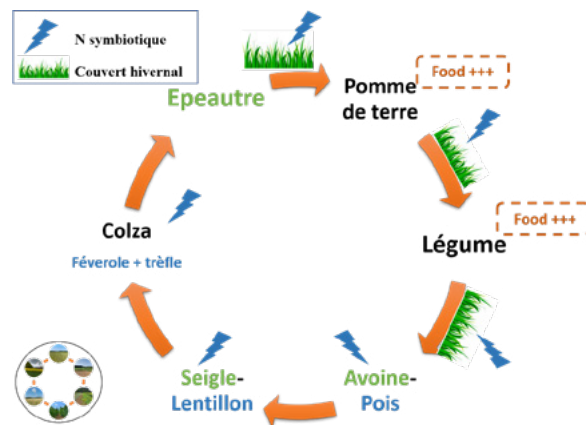 N symbiotique
Couvert hivernal
Epeautre
Pomme
de terre
Food +++
Légume
Food +++
Avoine-
Pois
Seigle-
Lentillon
Colza
Féverole + trèfle